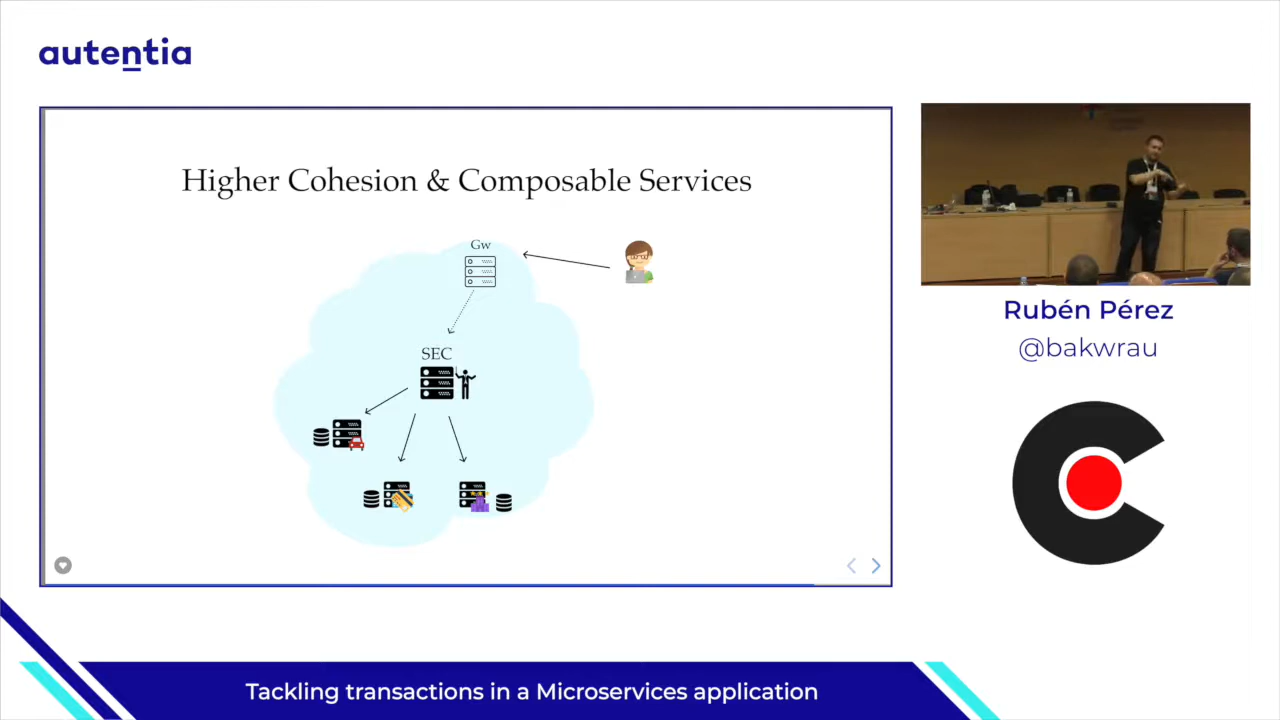 autentia
Higher Cohesion & Composable Services
Gw
SEC
Rubén Pérez
@bakwrau
Tackling transactions in a Microservices application